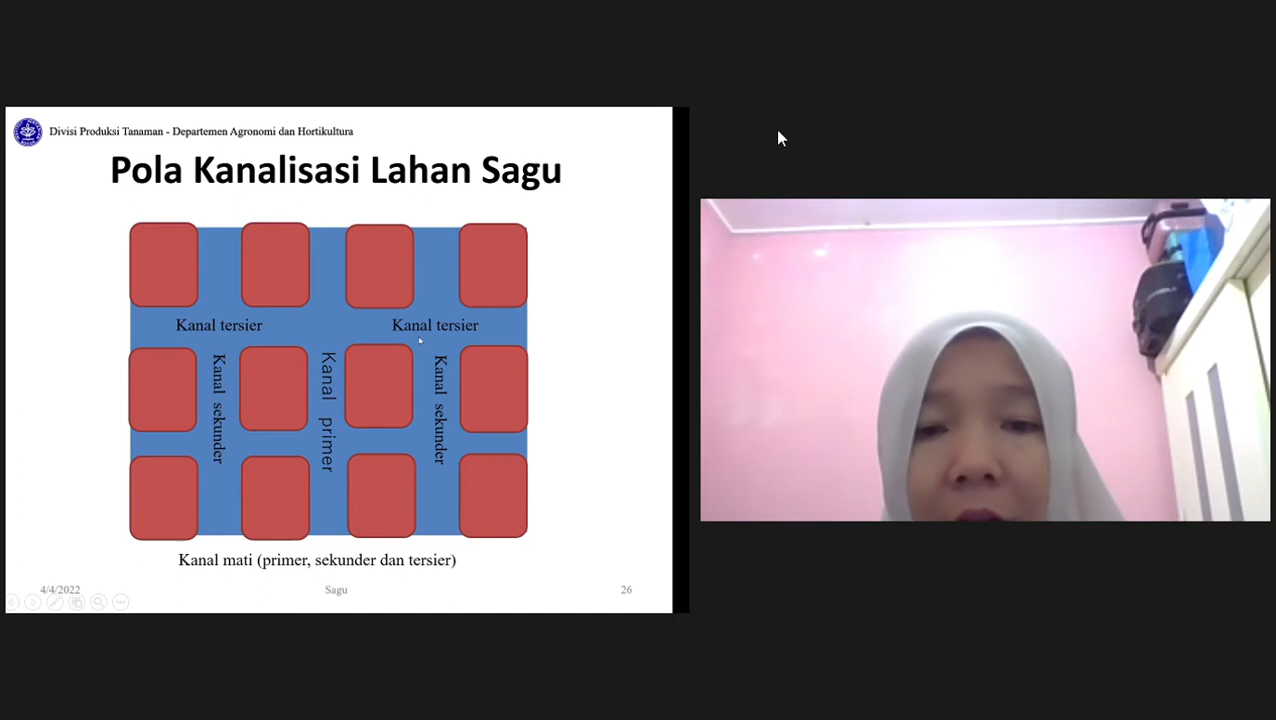 Divisi Produksi Tanaman - Departemen Agronomi dan Hortikultura
Pola Kanalisasi Lahan Sagu
Kanal tersier
Kanal tersier
Kanal sekunder
Kanal primer
Kanal sekunder
Kanal mati (primer, sekunder dan tersier)
4/4/2022
Sagu
26